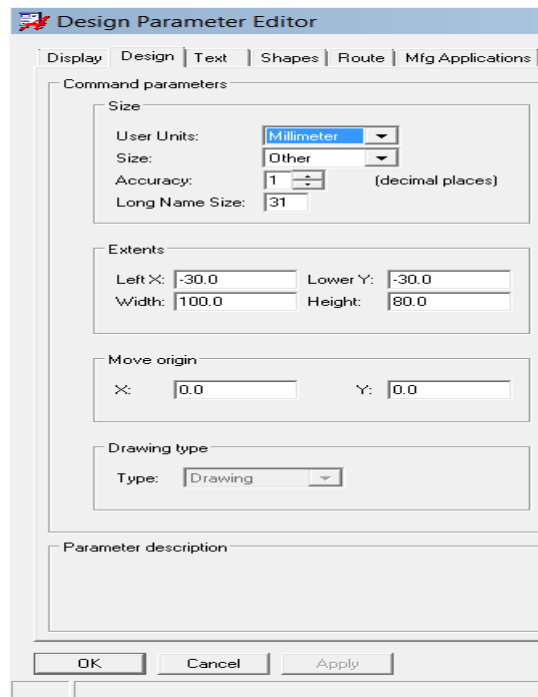 Design Parameter Editor
Display Design Text Shapes Route Mfg Applications
Command parameters
Size
User Units: Millimeter
Size: Other
Accuracy: 1 (decimal places)
Long Name Size: 31
Extents
Left X: -30.0 Lower Y: -30.0
Width: 100.0 Height: 80.0
Move origin
X: 0.0 Y: 0.0
Drawing type
Type: Drawing
Parameter description
OK Cancel Apply